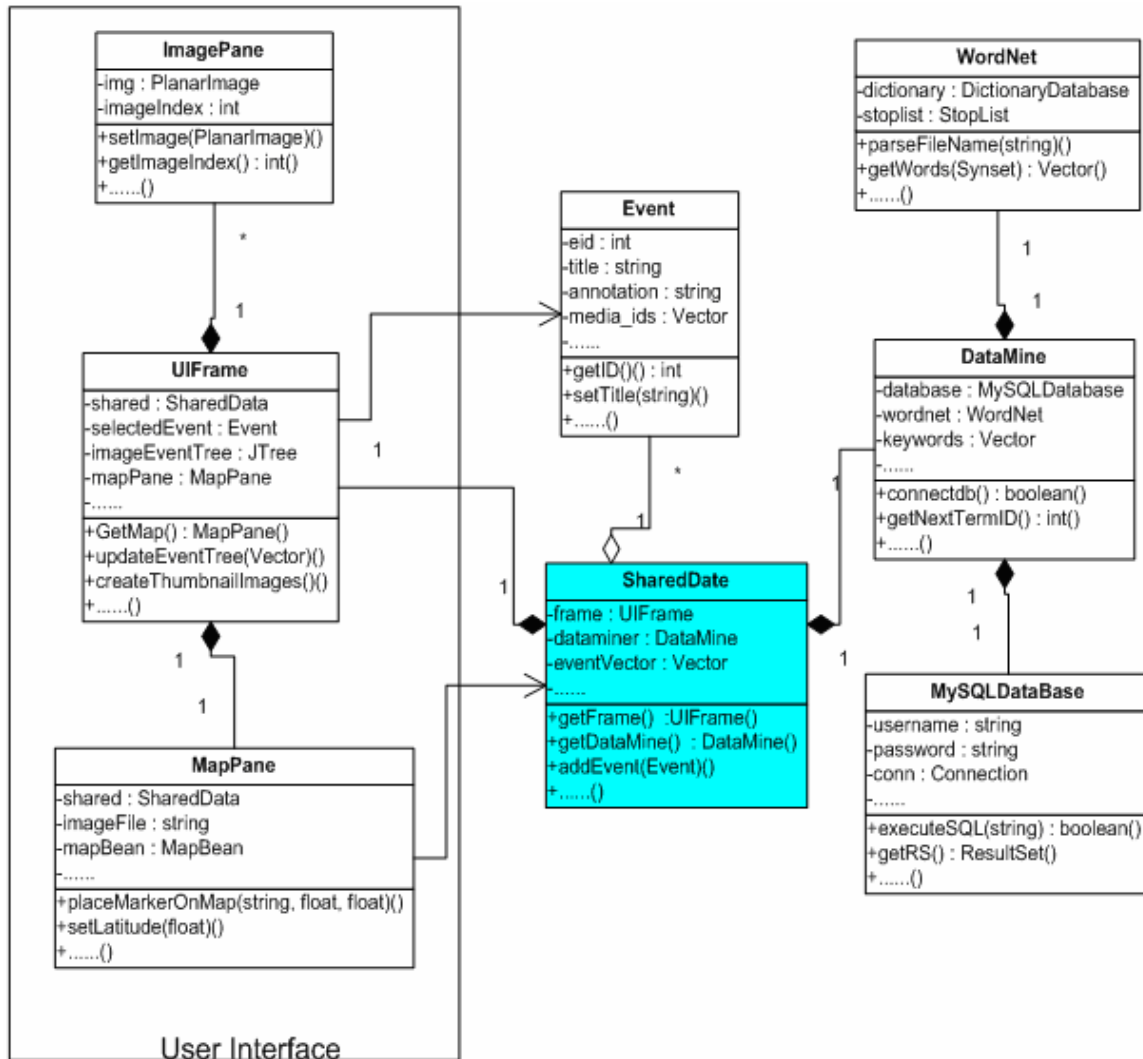 ImagePane
-img : PlanarImage
-imageIndex : int
+setImage(PlanarImage)()
+getImageIndex() : int()
+......()
*
1
UIFrame
-shared : SharedData
-selectedEvent : Event
-imageEventTree : JTree
-mapPane : MapPane
-......
+GetMap() : MapPane()
+updateEventTree(Vector)()
+createThumbnailImages()()
+......()
1
1
MapPane
-shared : SharedData
-imageFile : string
-mapBean : MapBean
-......
+placeMarkerOnMap(string, float, float)()
+setLatitude(float)()
+......()
User Interface
Event
-eid : int
-title : string
-annotation : string
-media_ids : Vector
-......
+getID()() : int
+setTitle(string)()
+......()
1
*
1
1
SharedDate
-frame : UIFrame
-dataminer : DataMine
-eventVector : Vector
-......
+getFrame() :UIFrame()
+getDataMine() : DataMine()
+addEvent(Event)()
+......()
1
1
WordNet
-dictionary : DictionaryDatabase
-stoplist : StopList
+parseFileName(string)()
+getWords(Synset) : Vector()
+......()
1
1
DataMine
-database : MySQLDatabase
-wordnet : WordNet
-keywords : Vector
-......
+connectdb() : boolean()
+getNextTermID() : int()
+......()
1
1
MySQLDataBase
-username : string
-password : string
-conn : Connection
-......
+executeSQL(string) : boolean()
+getRS() : ResultSet()
+......()